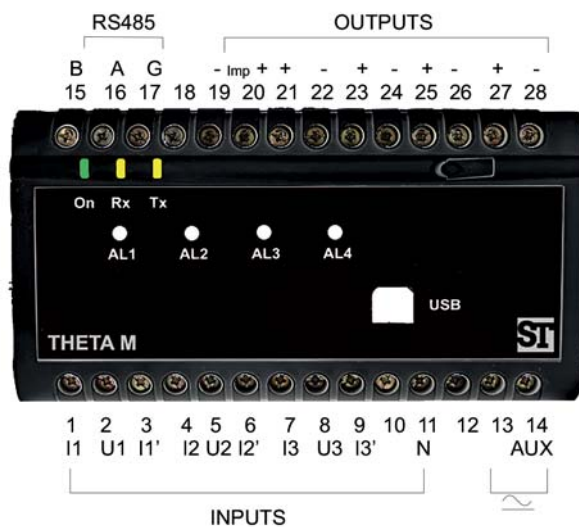 RS485 OUTPUTS
B A G - Imp + + - + - + - + -
15 16 17 18 19 20 21 22 23 24 25 26 27 28
On Rx Tx
AL1 AL2 AL3 AL4
USB
THETA M ST
1 2 3 4 5 6 7 8 9 10 11 12 13 14
I1 U1 I1' I2 U2 I2' I3 U3 I3' N AUX
INPUTS